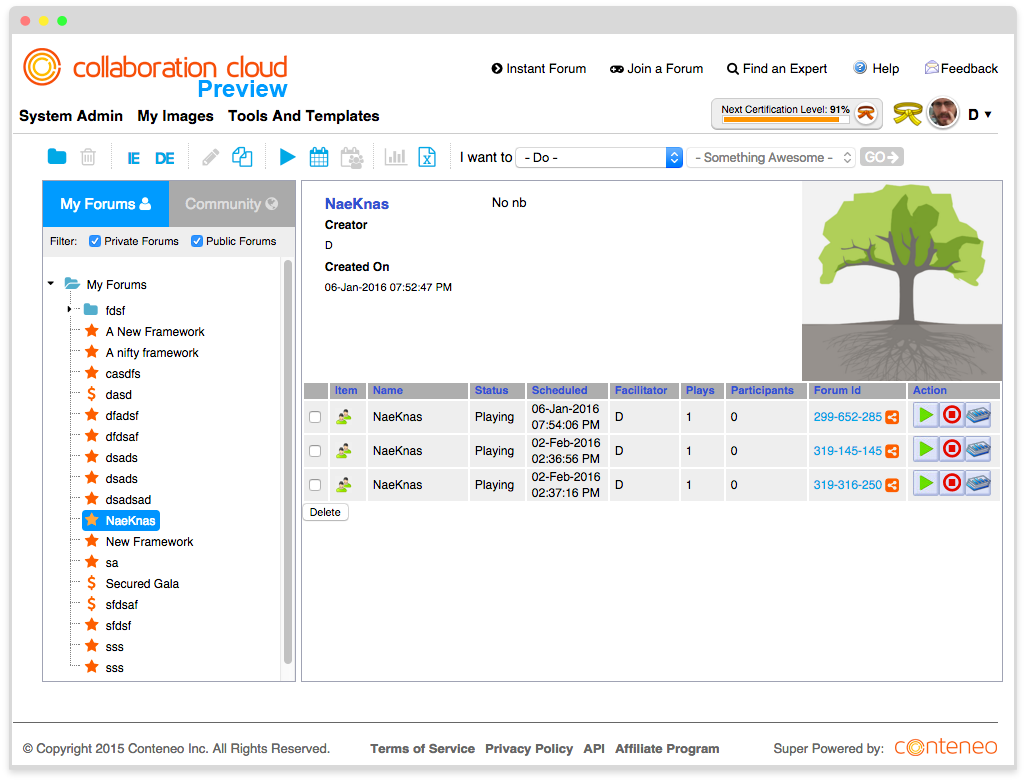 collaboration cloud
Preview
Instant Forum Join a Forum Find an Expert Help Feedback
System Admin My Images Tools And Templates
Next Certification Level: 91%
D
IE DE
I want to - Do - - Something Awesome - GO
My Forums Community
Filter: Private Forums Public Forums
My Forums
fdsf
A New Framework
A nifty framework
casdfs
dasd
dfadsf
dfdsaf
dsads
dsads
dsadsad
NaeKnas
New Framework
sa
Secured Gala
sfdsaf
sfdsf
sss
sss
NaeKnas No nb
Creator
D
Created On
06-Jan-2016 07:52:47 PM
Item Name Status Scheduled Facilitator Plays Participants Forum Id Action
NaeKnas Playing 06-Jan-2016 07:54:06 PM D 1 0 299-652-285
NaeKnas Playing 02-Feb-2016 02:36:56 PM D 1 0 319-145-145
NaeKnas Playing 02-Feb-2016 02:37:16 PM D 1 0 319-316-250
Delete
© Copyright 2015 Conteneo Inc. All Rights Reserved. Terms of Service Privacy Policy API Affiliate Program Super Powered by: conteneo